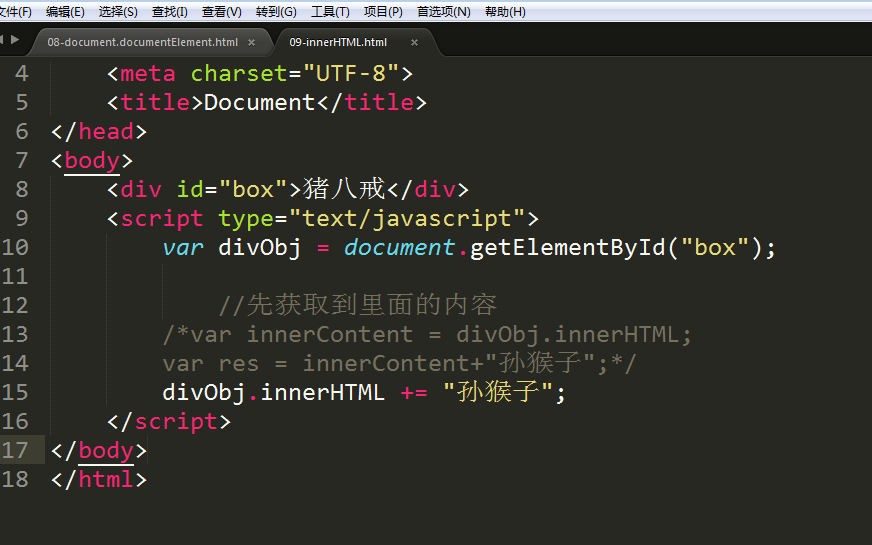 文件(F) 编辑(E) 选择(S) 查找(I) 查看(V) 转到(G) 工具(T) 项目(P) 首选项(N) 帮助(H)
08-document.documentElement.html × 09-innerHTML.html ×
4 <meta charset="UTF-8">
5 <title>Document</title>
6 </head>
7 <body>
8 <div id="box">猪八戒</div>
9 <script type="text/javascript">
10 var divObj = document.getElementById("box");
11
12 //先获取到里面的内容
13 /*var innerContent = divObj.innerHTML;
14 var res = innerContent+"孙猴子";*/
15 divObj.innerHTML += "孙猴子";
16 </script>
17 </body>
18 </html>